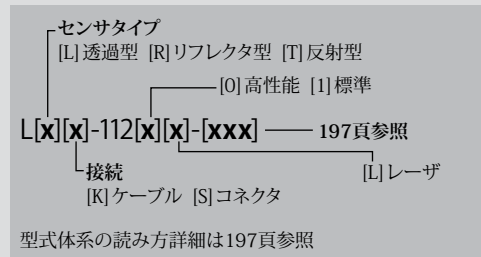 センサタイプ
[L]透過型 [R]リフレクタ型 [T]反射型
[0]高性能 [1]標準
L[x][x]-112[x][x]-[xxx] 197頁参照
接続
[L]レーザ
[K]ケーブル [S]コネクタ
型式体系の読み方詳細は197頁参照